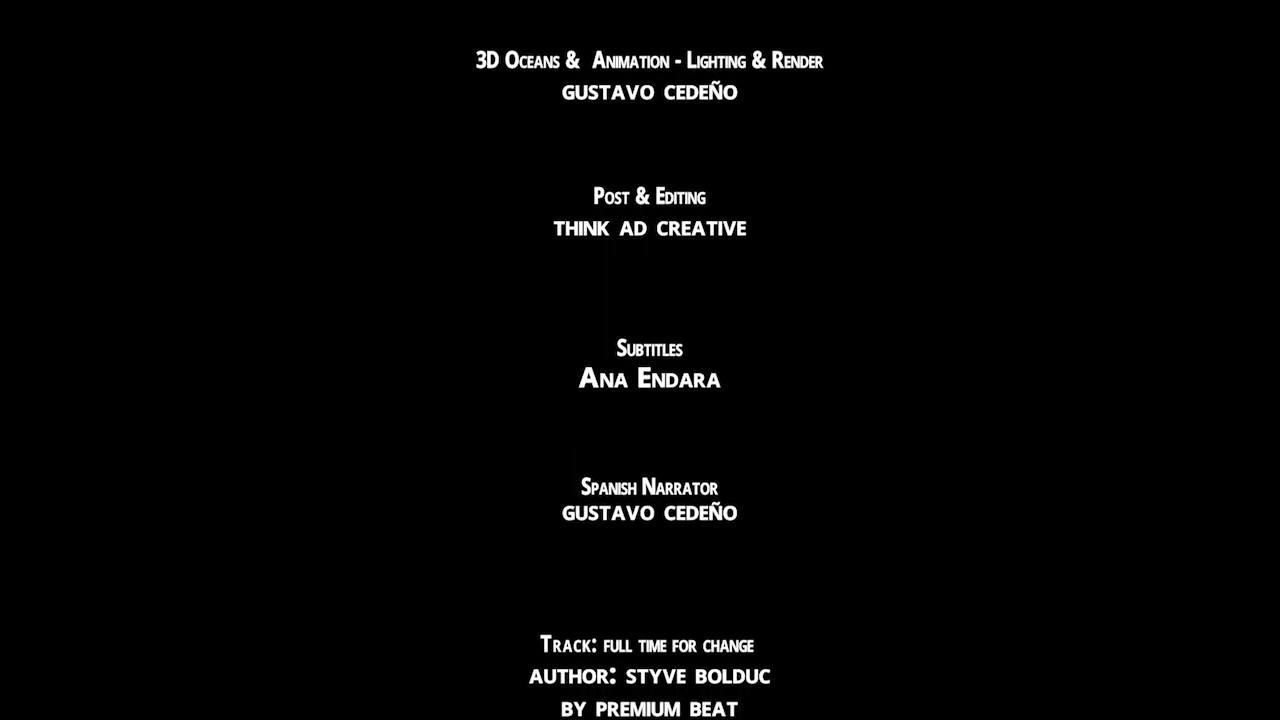 3D Oceans & Animation - Lighting & Render
GUSTAVO CEDEÑO
Post & Editing
THINK AD CREATIVE
Subtitles
Ana Endara
Spanish Narrator
GUSTAVO CEDEÑO
Track: full time for change
AUTHOR: STYVE BOLDUC
BY PREMIUM BEAT